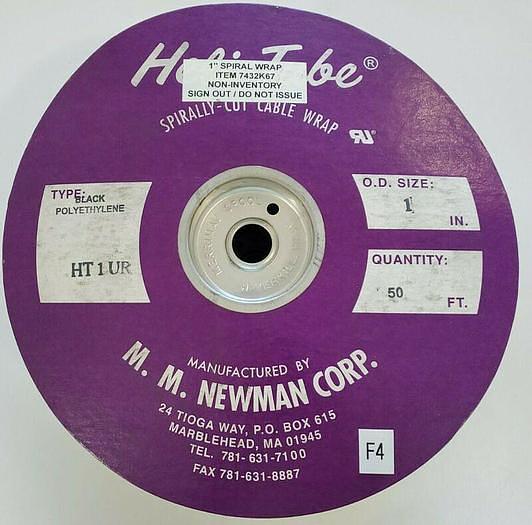 Heli-Tube®
1" SPIRAL WRAP
ITEM 7432K67
NON-INVENTORY
SIGN OUT / DO NOT ISSUE
SPIRALLY-CUT CABLE WRAP
TYPE:
BLACK
POLYETHYLENE
HT 1 UR
O.D. SIZE:
1
IN.
QUANTITY:
50
FT.
MANUFACTURED BY
M. M. NEWMAN CORP.
24 TIOGA WAY, P.O. BOX 615
MARBLEHEAD, MA 01945
TEL. 781-631-7100
FAX 781-631-8887
F4